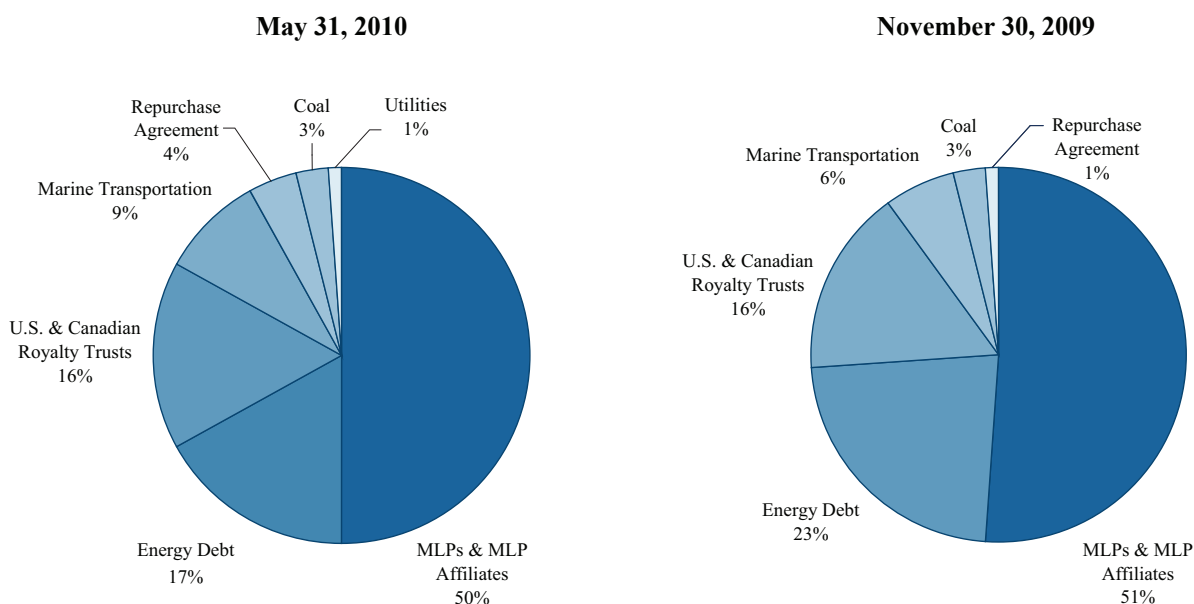 May 31, 2010
Repurchase
Agreement
4%
Coal
3%
Utilities
1%
Marine Transportation
9%
U.S. & Canadian
Royalty Trusts
16%
Energy Debt
17%
MLPs & MLP
Affiliates
50%
November 30, 2009
Marine Transportation
6%
Coal
3%
Repurchase
Agreement
1%
U.S. & Canadian
Royalty Trusts
16%
Energy Debt
23%
MLPs & MLP
Affiliates
51%